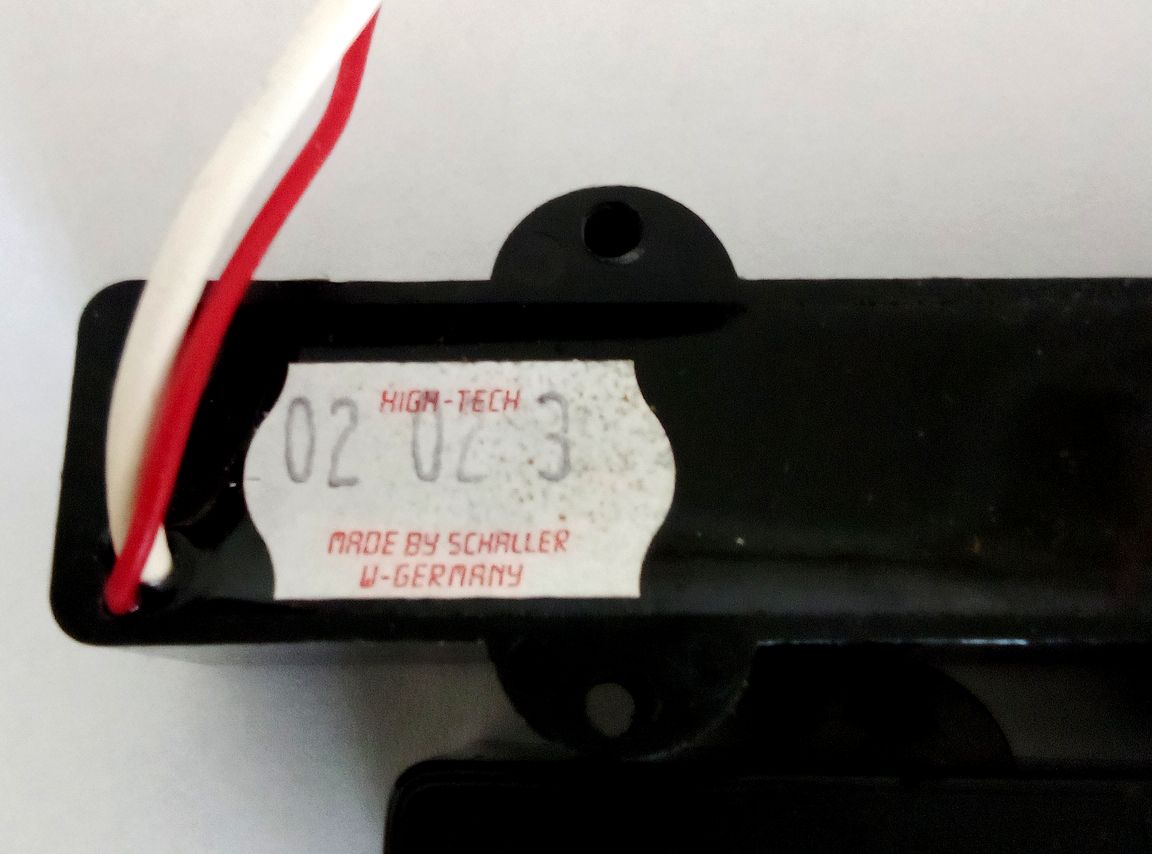 HIGH-TECH
02 02 3
MADE BY SCHALLER
W-GERMANY